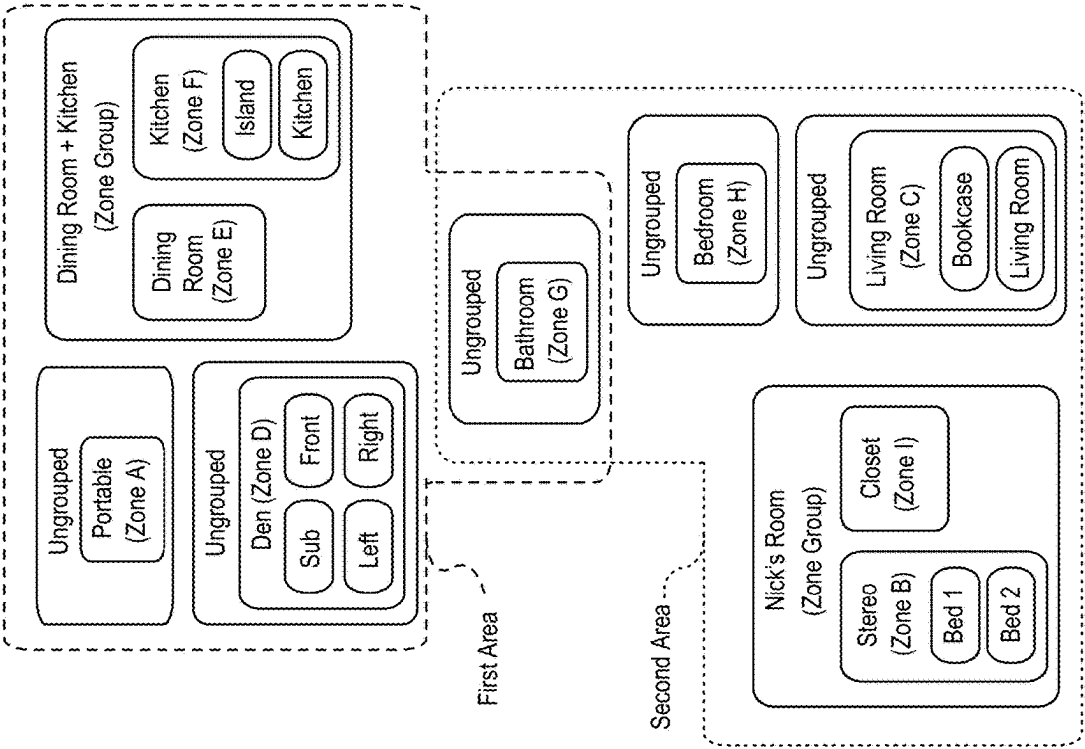 Ungrouped
Portable
(Zone A)
Ungrouped
Den (Zone D)
Sub
Front
Left
Right
Dining Room + Kitchen
(Zone Group)
Dining
Room
(Zone E)
Kitchen
(Zone F)
Island
Kitchen
First Area
Ungrouped
Bathroom
(Zone G)
Second Area
Ungrouped
Bedroom
(Zone H)
Nick's Room
(Zone Group)
Stereo
(Zone B)
Bed 1
Bed 2
Closet
(Zone I)
Ungrouped
Living Room
(Zone C)
Bookcase
Living Room